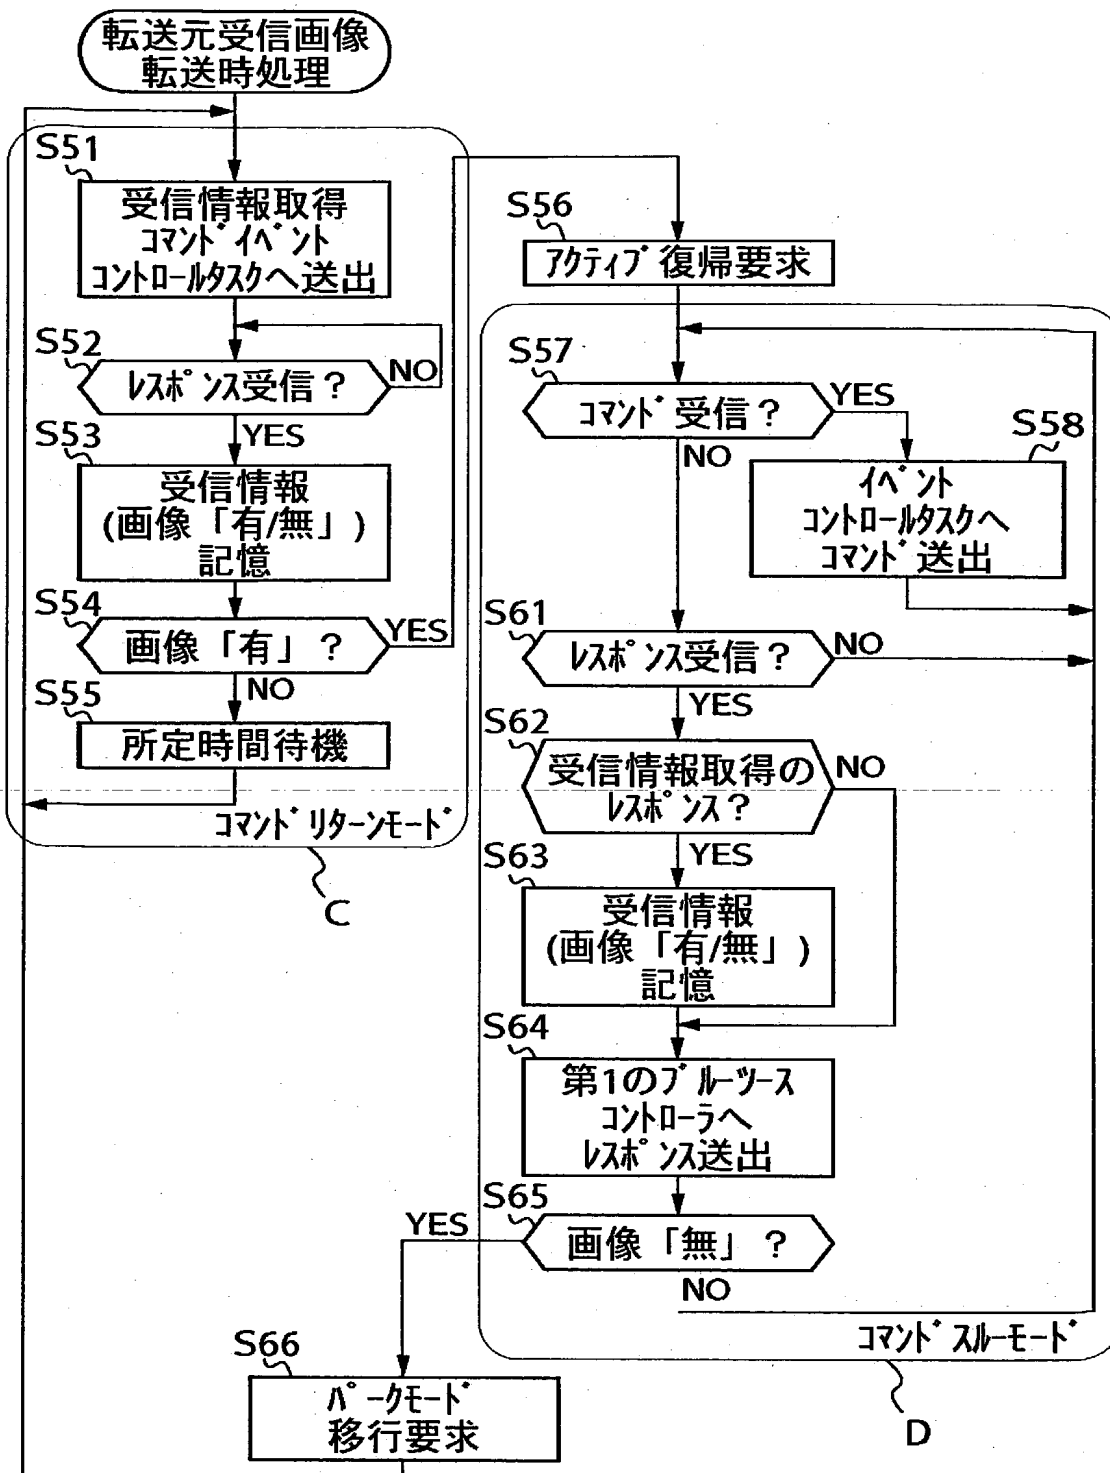 転送元受信画像
転送時処理
S51
受信情報取得
コマンドイベント
コントロールタスクへ送出
S52
レスポンス受信？
NO
YES
S53
受信情報
(画像「有/無」)
記憶
S54
画像「有」？
YES
NO
S55
所定時間待機
コマンドリターンモード
C
S56
アクティブ復帰要求
S57
コマンド受信？
YES
NO
S58
イベント
コントロールタスクへ
コマンド送出
S61
レスポンス受信？
NO
YES
S62
受信情報取得の
レスポンス？
NO
YES
S63
受信情報
(画像「有/無」)
記憶
S64
第1のブルーツース
コントローラへ
レスポンス送出
S65
画像「無」？
YES
NO
コマンドスルーモード
D
S66
パークモード
移行要求